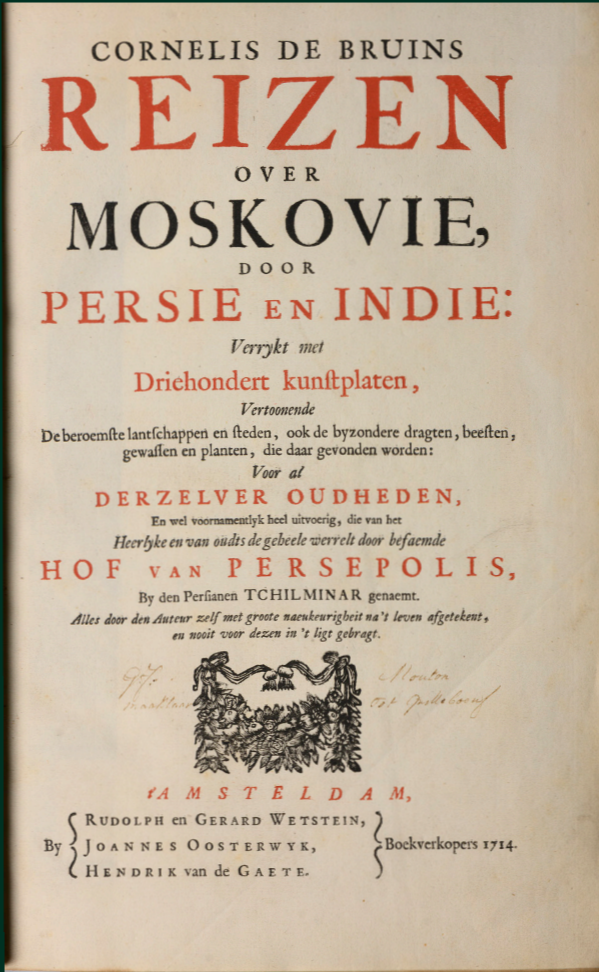 CORNELIS DE BRUINS
REIZEN
OVER
MOSKOVIE,
DOOR
PERSIE EN INDIE:
Verrykt met
Driehondert kunſtplaten,
Vertoonende
De beroemſte lantſchappen en ſteden, ook de byzondere dragten, beeſten,
gewaſſen en planten, die daar gevonden worden:
Voor al
DERZELVER OUDHEDEN,
En wel voornamentlyk heel uitvoerig, die van het
Heerlyke en van oudts de geheele werrelt door befaemde
HOF VAN PERSEPOLIS,
By den Perſianen TCHILMINAR genaemt.
Alles door den Auteur zelf met groote naeukeurigheit na't leven afgetekent,
en nooit voor dezen in 't ligt gebragt.
Mouton
t'AMSTELDAM,
By
RUDOLPH en GERARD WETSTEIN,
JOANNES OOSTERWYK,
HENDRIK van de GAETE.
Boekverkopers 1714.